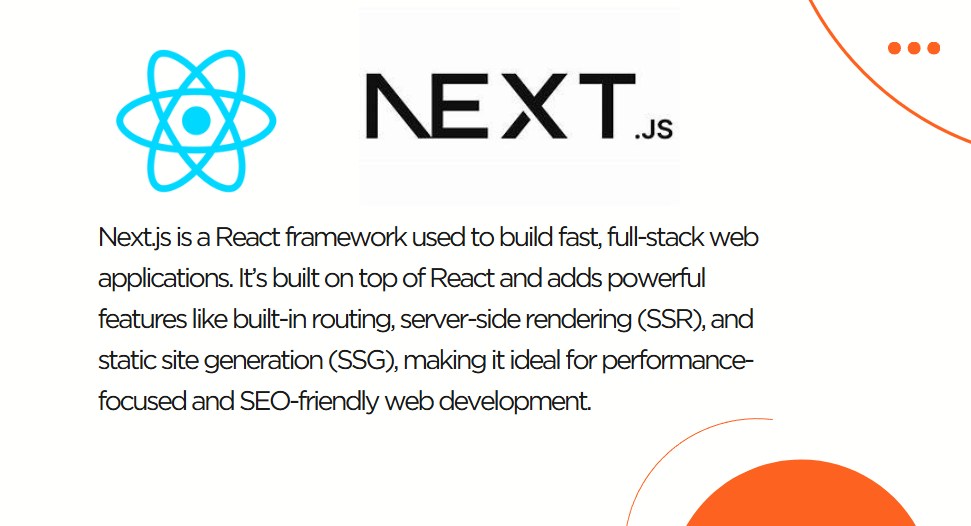 NEXT.JS
Next.js is a React framework used to build fast, full-stack web
applications. It’s built on top of React and adds powerful
features like built-in routing, server-side rendering (SSR), and
static site generation (SSG), making it ideal for performance-
focused and SEO-friendly web development.